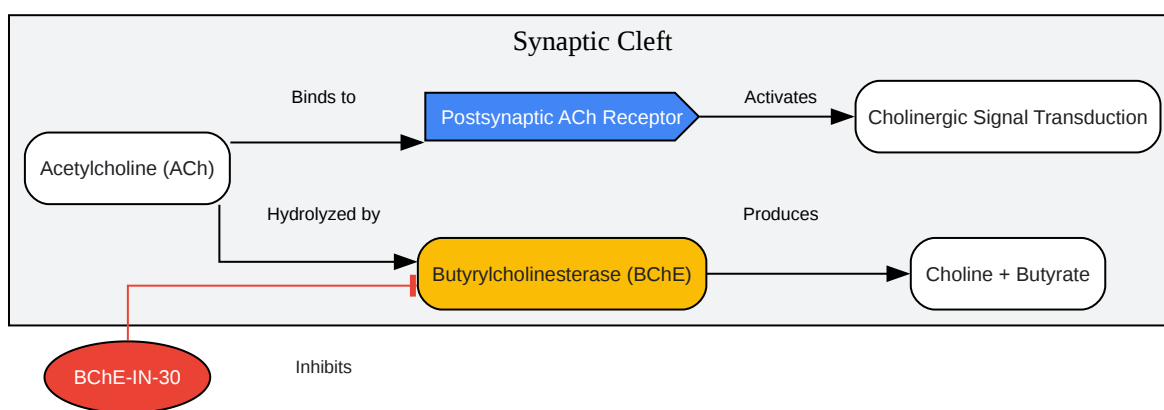 Synaptic Cleft
Binds to
Postsynaptic ACh Receptor
Activates
Cholinergic Signal Transduction
Acetylcholine (ACh)
Hydrolyzed by
Produces
Butyrylcholinesterase (BChE)
Choline + Butyrate
BChE-IN-30
Inhibits